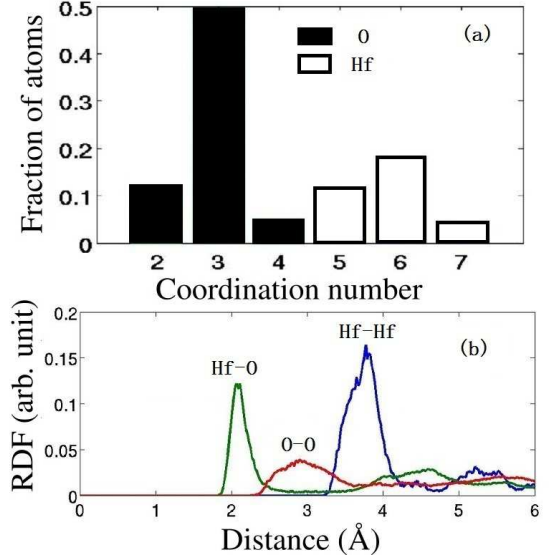 0.5
0.4
0.3
0.2
0.1
0
Fraction of atoms
O
Hf
(a)
2 3 4 5 6 7
Coordination number
0.2
0.15
0.1
0.05
0
RDF (arb. unit)
Hf-Hf
(b)
Hf-O
O-O
0 1 2 3 4 5 6
Distance (Å)